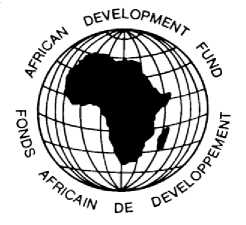 AFRICAN DEVELOPMENT FUND
FONDS AFRICAIN DE DEVELOPPEMENT